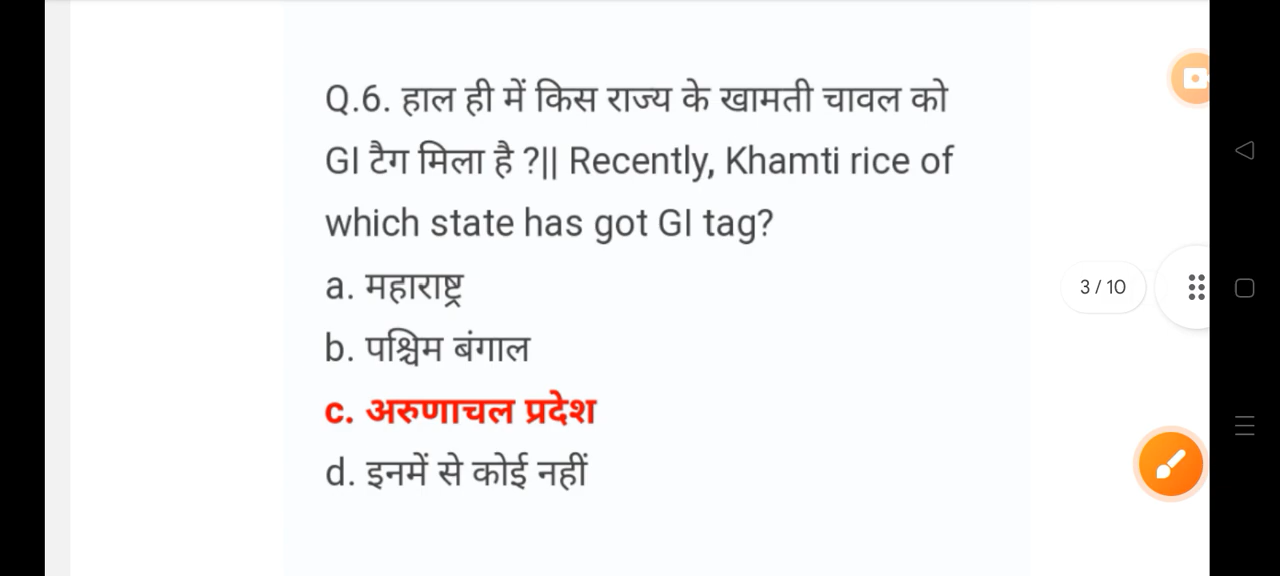 Q.6. हाल ही में किस राज्य के खामती चावल को
GI टैग मिला है ?|| Recently, Khamti rice of
which state has got GI tag?
a. महाराष्ट्र
b. पश्चिम बंगाल
c. अरुणाचल प्रदेश
d. इनमें से कोई नहीं
3 / 10